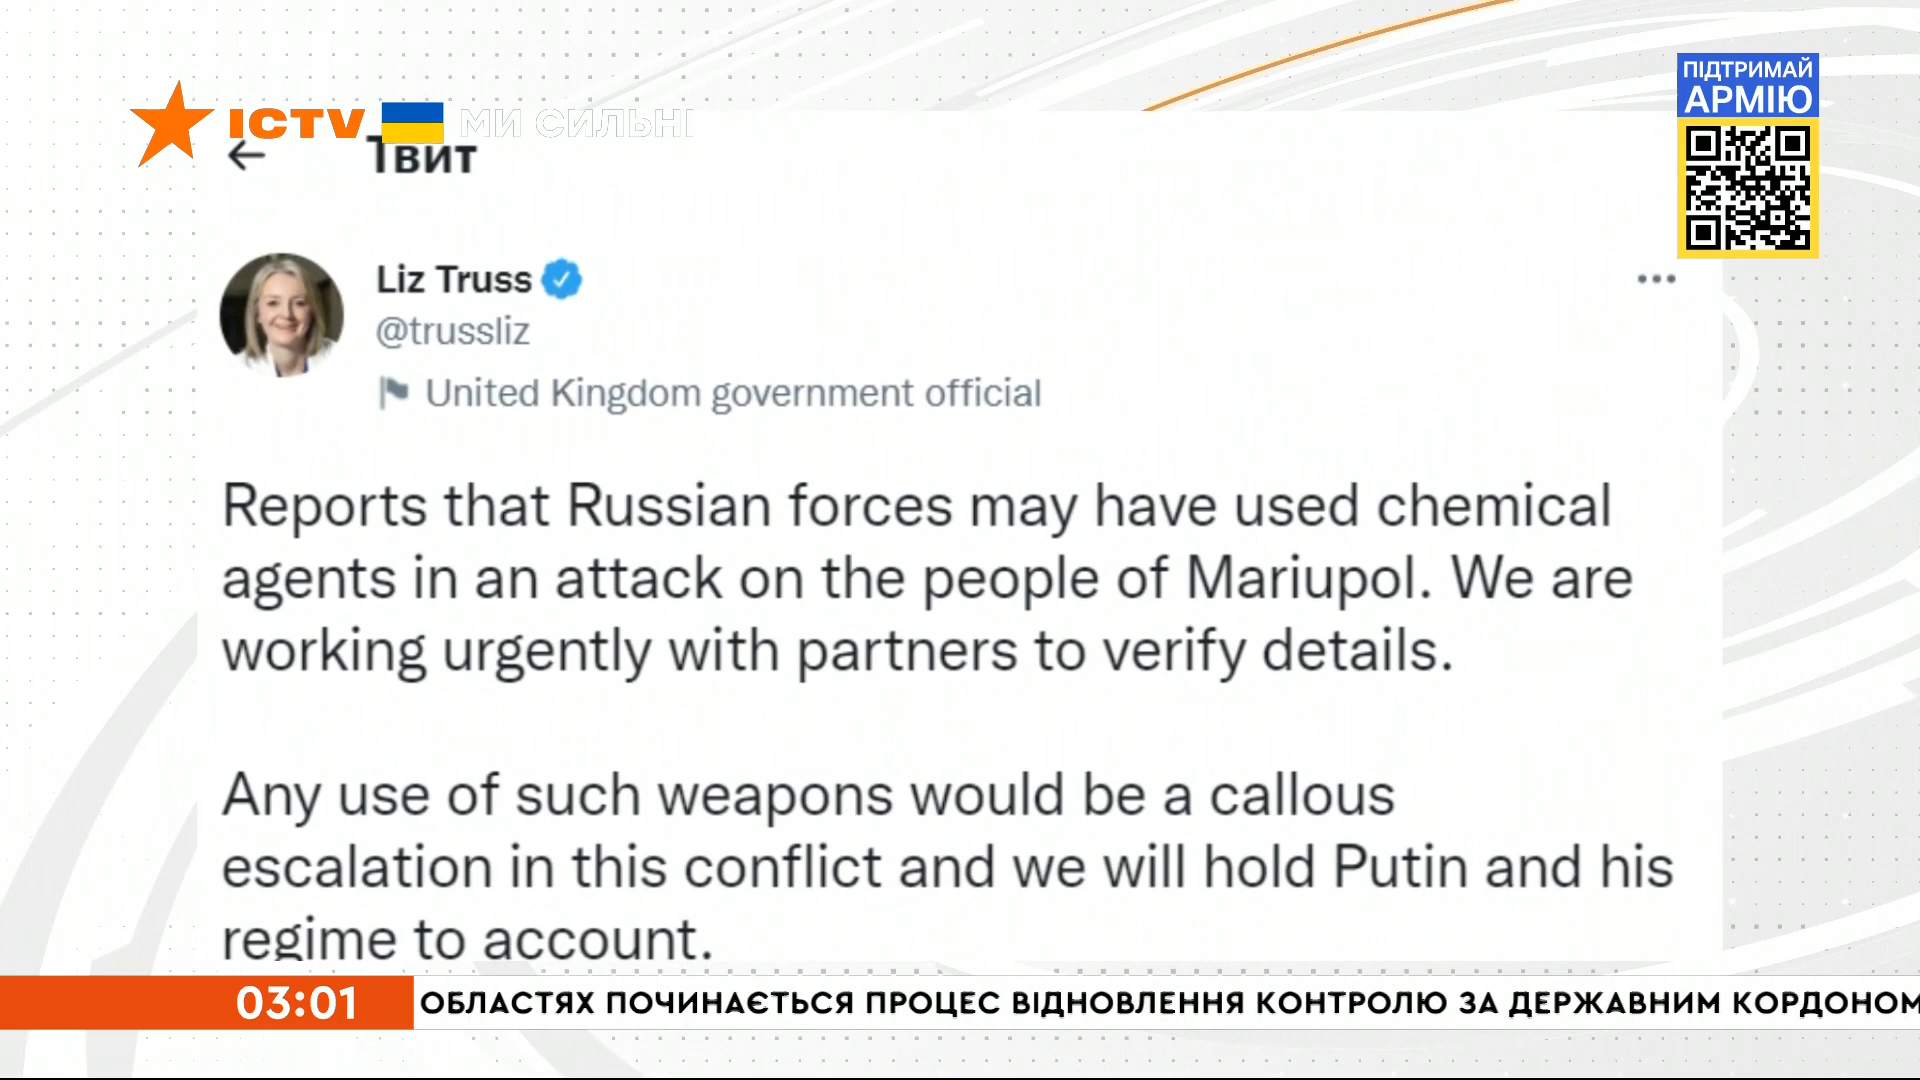 ICTV МИ СИЛЬНІ
ПІДТРИМАЙ
АРМІЮ
Твит
Liz Truss
@trussliz
United Kingdom government official
Reports that Russian forces may have used chemical
agents in an attack on the people of Mariupol. We are
working urgently with partners to verify details.
Any use of such weapons would be a callous
escalation in this conflict and we will hold Putin and his
regime to account.
03:01 ОБЛАСТЯХ ПОЧИНАЄТЬСЯ ПРОЦЕС ВІДНОВЛЕННЯ КОНТРОЛЮ ЗА ДЕРЖАВНИМ КОРДОНОМ